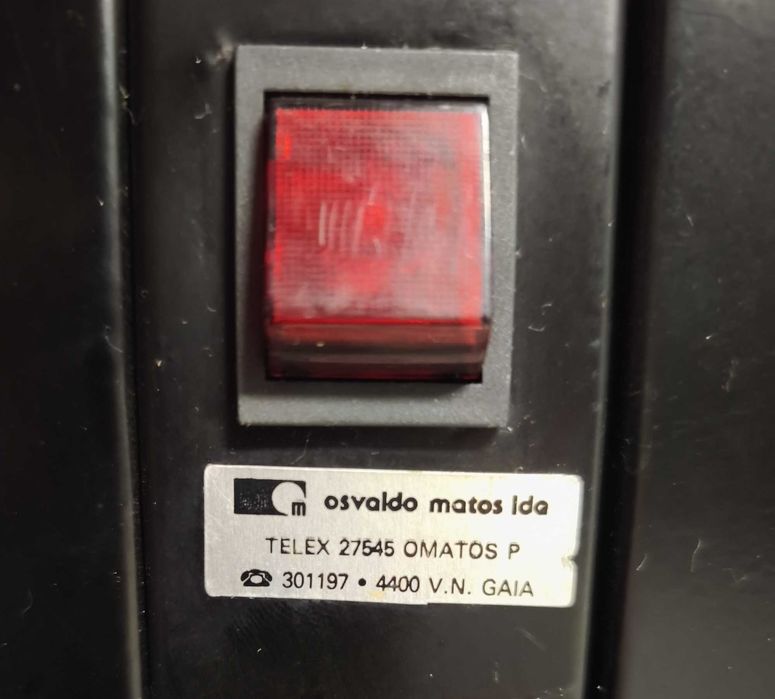 m
osvaldo matos lda
TELEX 27545 OMATOS P
☎ 301197 • 4400 V.N. GAIA